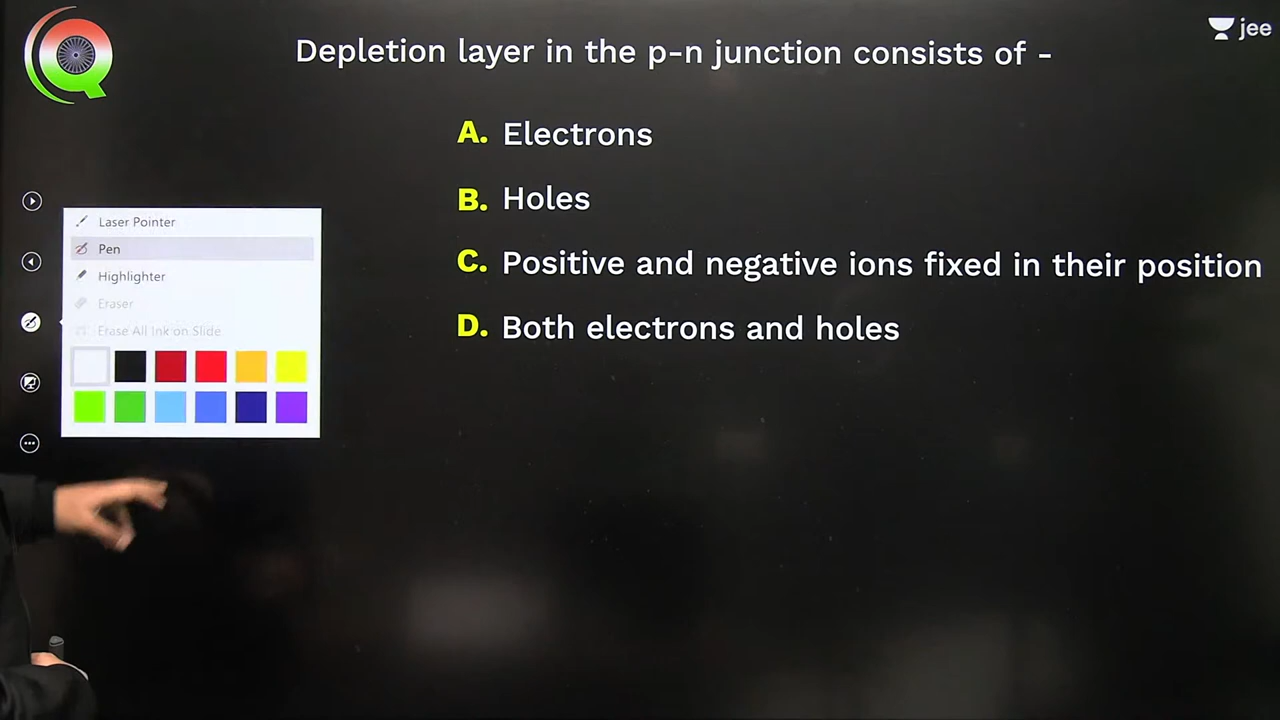 jee
Depletion layer in the p-n junction consists of -
A. Electrons
B. Holes
C. Positive and negative ions fixed in their position
D. Both electrons and holes
Laser Pointer
Pen
Highlighter
Eraser
Erase All Ink on Slide